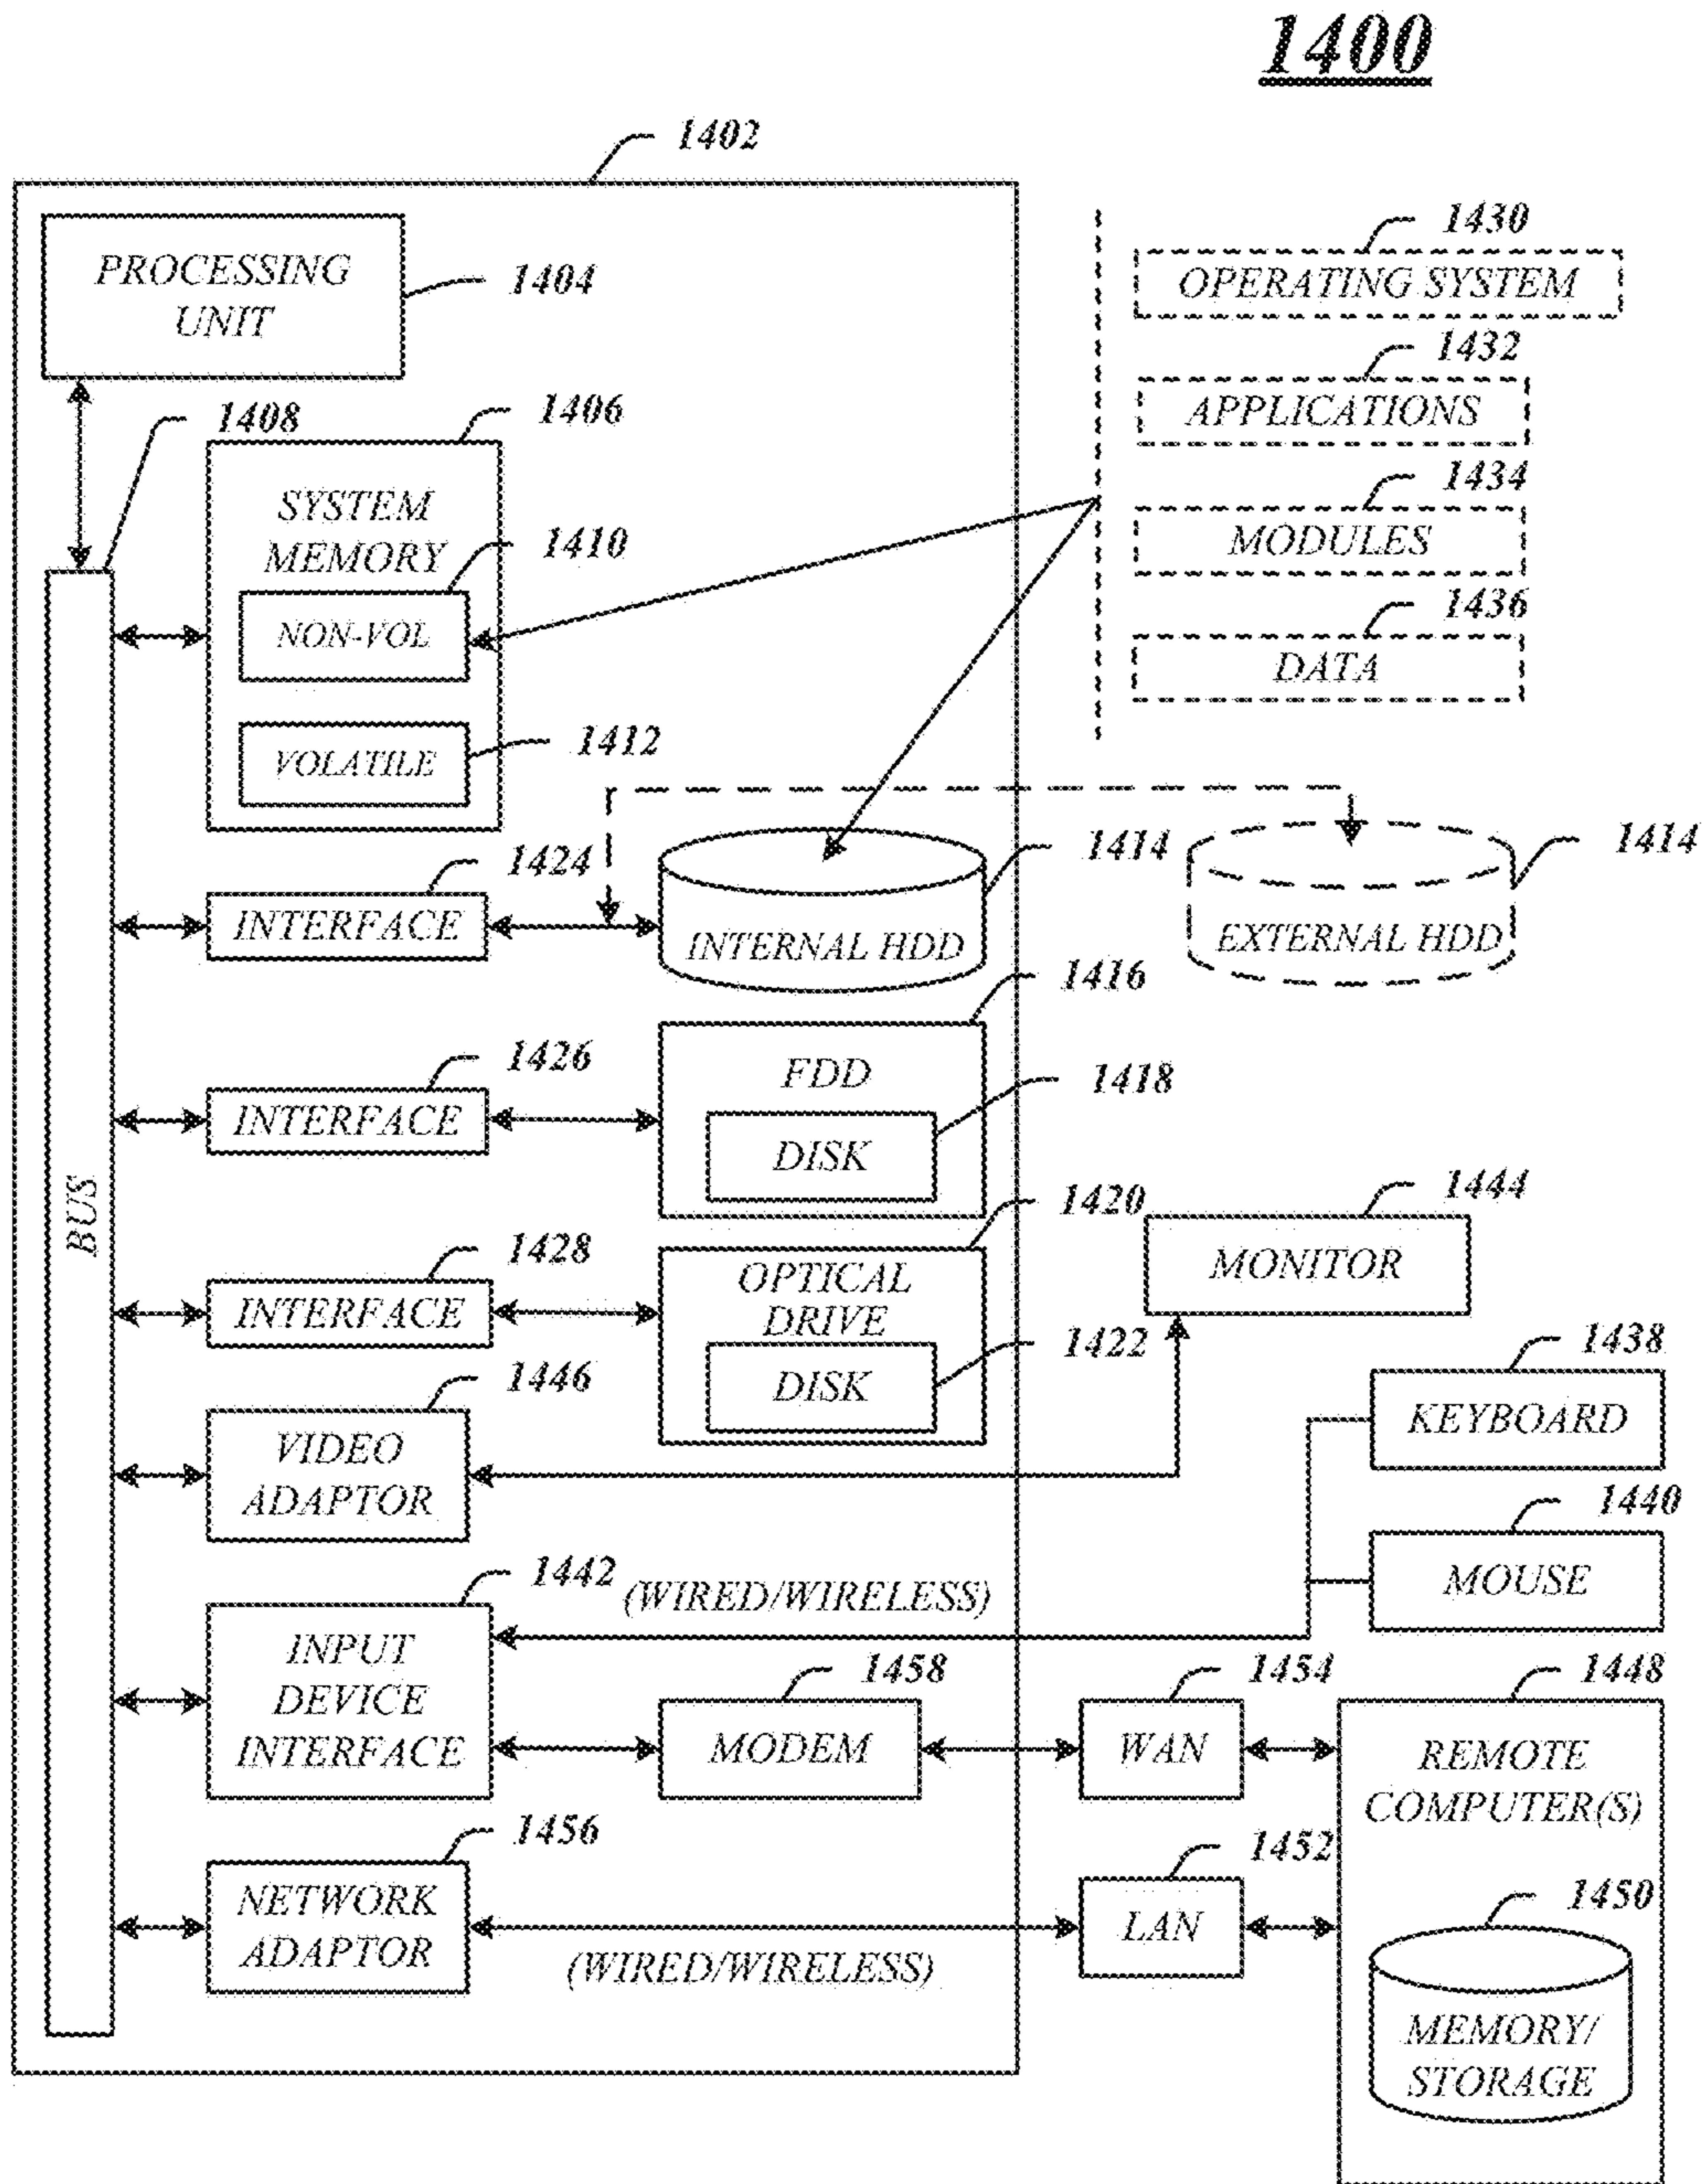 1400
1402
PROCESSING
UNIT
1404
1430
OPERATING SYSTEM
1432
APPLICATIONS
1434
MODULES
1436
DATA
1408
1406
SYSTEM
MEMORY
1410
NON-VOL
1412
VOLATILE
BUS
1424
INTERFACE
1414
INTERNAL HDD
1414
EXTERNAL HDD
1426
INTERFACE
1416
FDD
1418
DISK
1428
INTERFACE
1420
OPTICAL
DRIVE
1422
DISK
1444
MONITOR
1446
VIDEO
ADAPTOR
1438
KEYBOARD
1440
MOUSE
1442
(WIRED/WIRELESS)
INPUT
DEVICE
INTERFACE
1458
MODEM
1454
WAN
1448
REMOTE
COMPUTER(S)
1456
NETWORK
ADAPTOR
(WIRED/WIRELESS)
1452
LAN
1450
MEMORY/
STORAGE